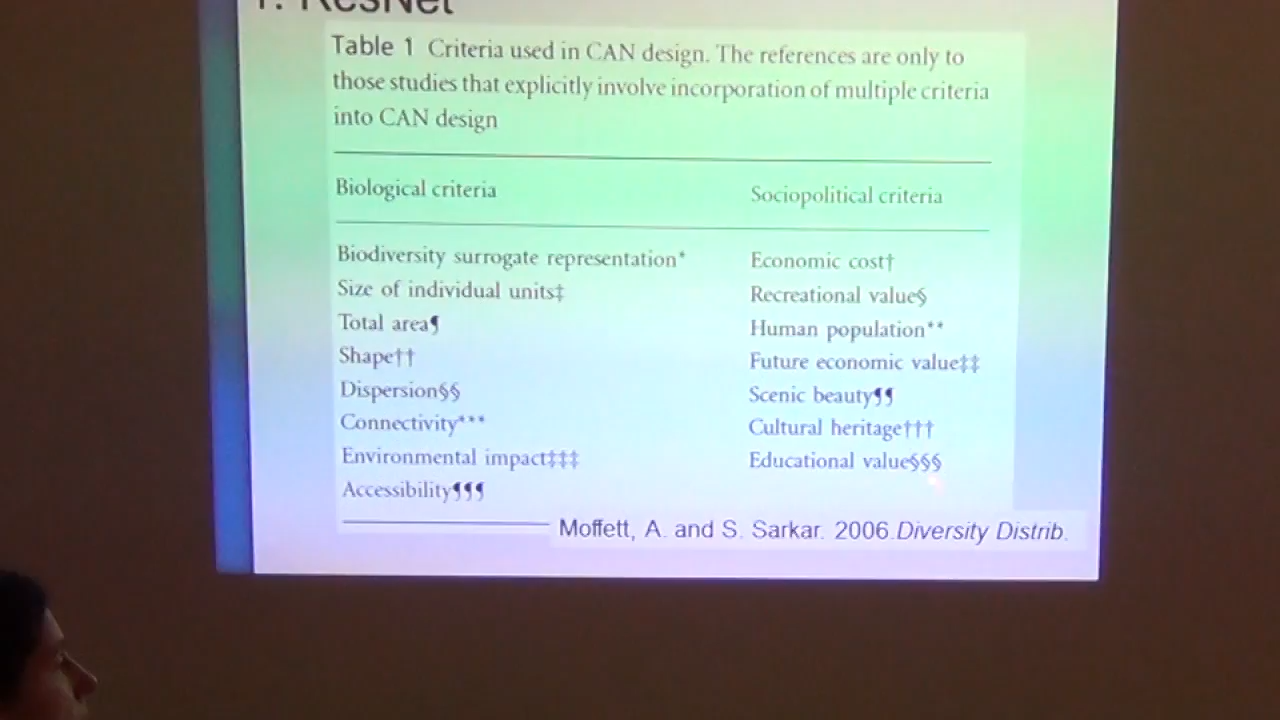 1. ResNet
Table 1 Criteria used in CAN design. The references are only to
those studies that explicitly involve incorporation of multiple criteria
into CAN design
Biological criteria Sociopolitical criteria
Biodiversity surrogate representation* Economic cost†
Size of individual units‡ Recreational value§
Total area¶ Human population**
Shape†† Future economic value‡‡
Dispersion§§ Scenic beauty¶¶
Connectivity*** Cultural heritage†††
Environmental impact‡‡‡ Educational value§§§
Accessibility¶¶¶
Moffett, A. and S. Sarkar. 2006.Diversity Distrib.